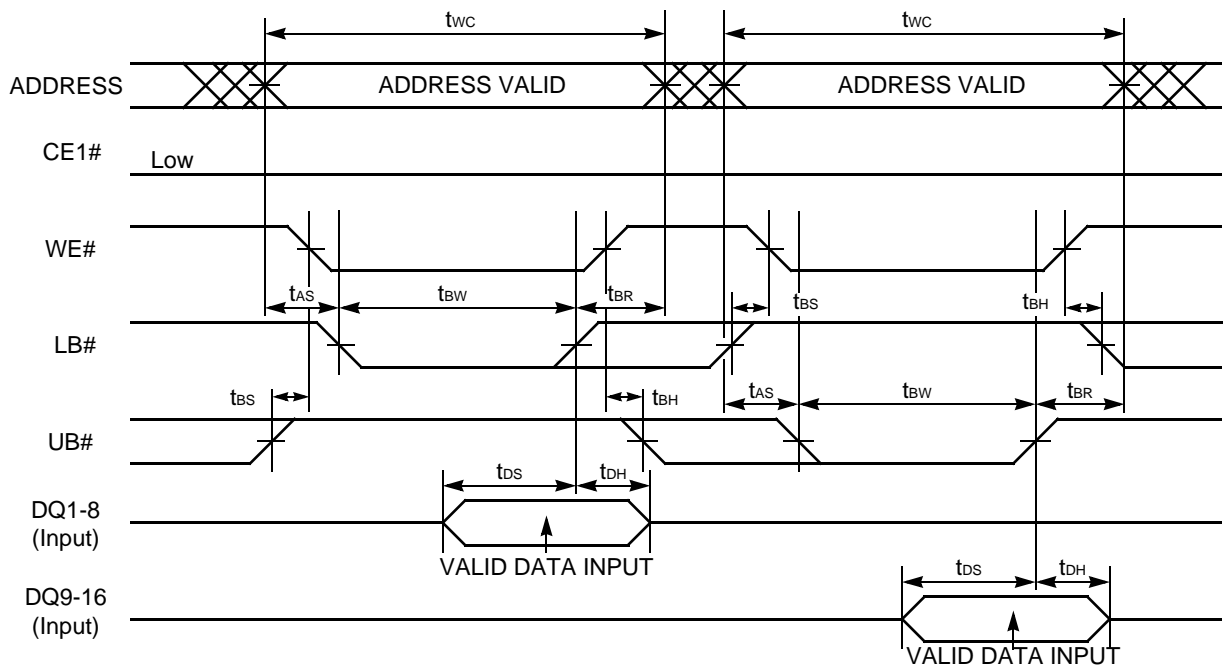 tWC tWC
ADDRESS ADDRESS VALID ADDRESS VALID
CE1# Low
WE#
tAS tBW tBR tBS tBH
LB#
tBS tBH tAS tBW tBR
UB#
tDS tDH
DQ1-8
(Input)
VALID DATA INPUT
tDS tDH
DQ9-16
(Input)
VALID DATA INPUT